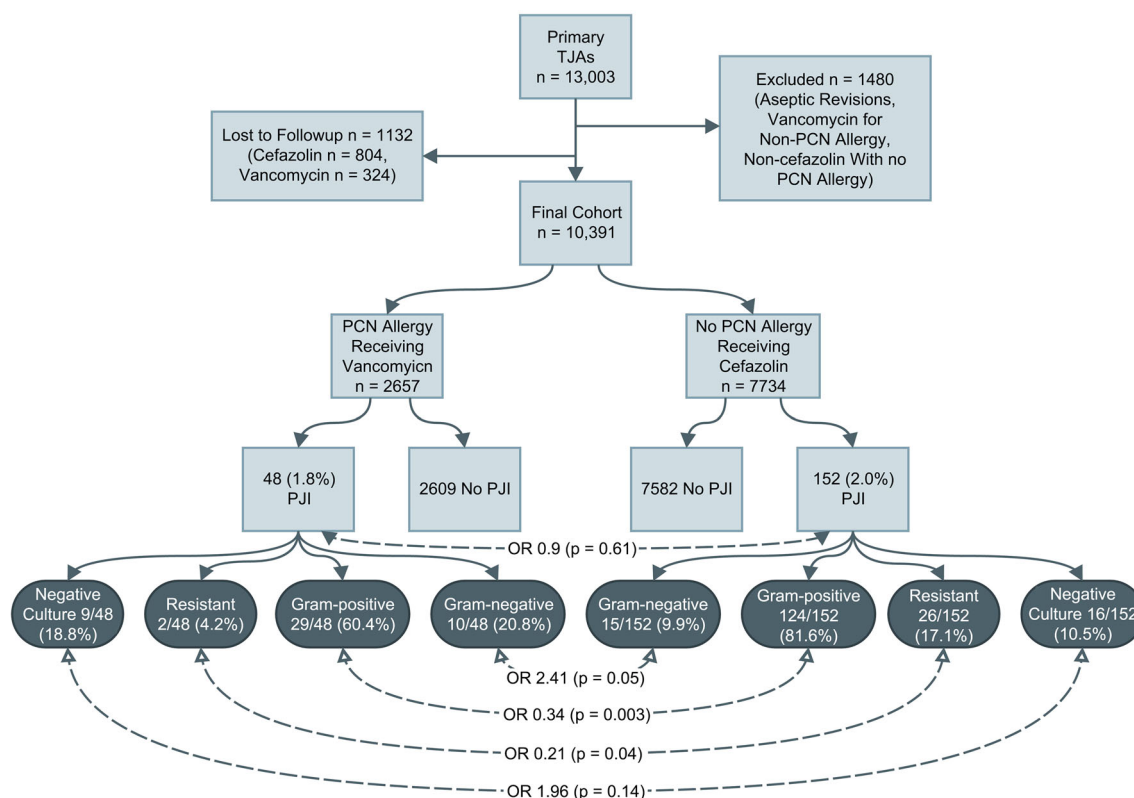 Primary
TJAs
n = 13,003
Excluded n = 1480
(Aseptic Revisions,
Vancomycin for
Non-PCN Allergy,
Non-cefazolin With no
PCN Allergy)
Lost to Followup n = 1132
(Cefazolin n = 804,
Vancomycin n = 324)
Final Cohort
n = 10,391
PCN Allergy
Receiving
Vancomyicn
n = 2657
No PCN Allergy
Receiving
Cefazolin
n = 7734
48 (1.8%)
PJI
2609 No PJI
7582 No PJI
152 (2.0%)
PJI
OR 0.9 (p = 0.61)
Negative
Culture 9/48
(18.8%)
Resistant
2/48 (4.2%)
Gram-positive
29/48 (60.4%)
Gram-negative
10/48 (20.8%)
Gram-negative
15/152 (9.9%)
Gram-positive
124/152
(81.6%)
Resistant
26/152
(17.1%)
Negative
Culture 16/152
(10.5%)
OR 2.41 (p = 0.05)
OR 0.34 (p = 0.003)
OR 0.21 (p = 0.04)
OR 1.96 (p = 0.14)